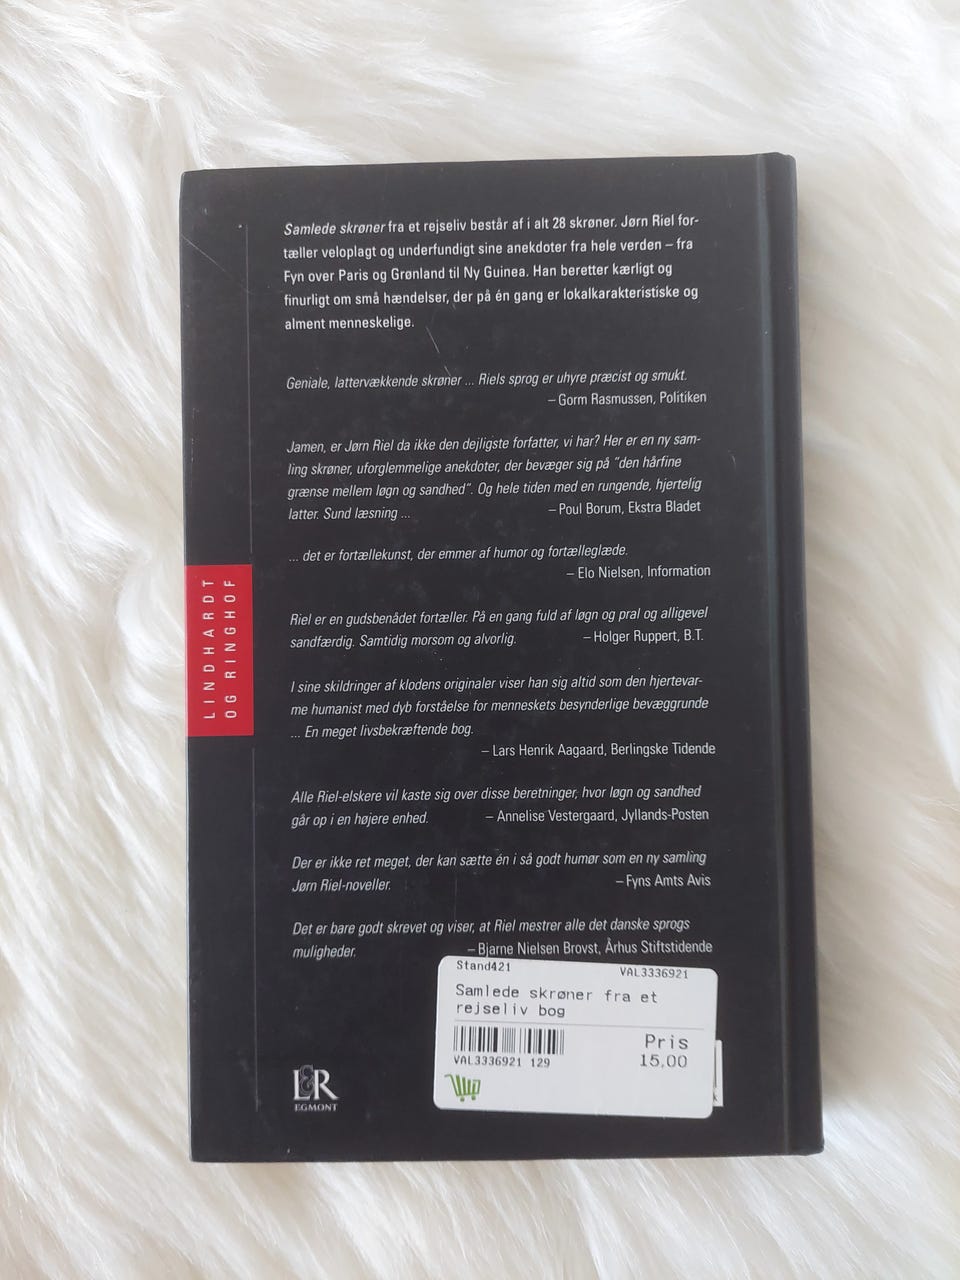 Samlede skrøner fra et rejseliv består af i alt 28 skrøner. Jørn Riel for-
tæller veloplagt og underfundigt sine anekdoter fra hele verden – fra
Fyn over Paris og Grønland til Ny Guinea. Han beretter kærligt og
finurligt om små hændelser, der på én gang er lokalkarakteristiske og
alment menneskelige.
Geniale, lattervækkende skrøner ... Riels sprog er uhyre præcist og smukt.
– Gorm Rasmussen, Politiken
Jamen, er Jørn Riel da ikke den dejligste forfatter, vi har? Her er en ny sam-
ling skrøner, uforglemmelige anekdoter, der bevæger sig på "den hårfine
grænse mellem løgn og sandhed". Og hele tiden med en rungende, hjertelig
latter. Sund læsning ... – Poul Borum, Ekstra Bladet
... det er fortællekunst, der emmer af humor og fortælleglæde.
– Elo Nielsen, Information
Riel er en gudsbenådet fortæller. På en gang fuld af løgn og pral og alligevel
sandfærdig. Samtidig morsom og alvorlig. – Holger Ruppert, B.T.
I sine skildringer af klodens originaler viser han sig altid som den hjertevar-
me humanist med dyb forståelse for menneskets besynderlige bevæggrunde
... En meget livsbekræftende bog.
– Lars Henrik Aagaard, Berlingske Tidende
Alle Riel-elskere vil kaste sig over disse beretninger, hvor løgn og sandhed
går op i en højere enhed. – Annelise Vestergaard, Jyllands-Posten
Der er ikke ret meget, der kan sætte én i så godt humør som en ny samling
Jørn Riel-noveller. – Fyns Amts Avis
Det er bare godt skrevet og viser, at Riel mestrer alle det danske sprogs
muligheder. – Bjarne Nielsen Brovst, Århus Stiftstidende
LINDHARDT
OG RINGHOF
L&R
EGMONT
Stand421 VAL3336921
Samlede skrøner fra et
rejseliv bog
Pris
15,00
VAL3336921 129